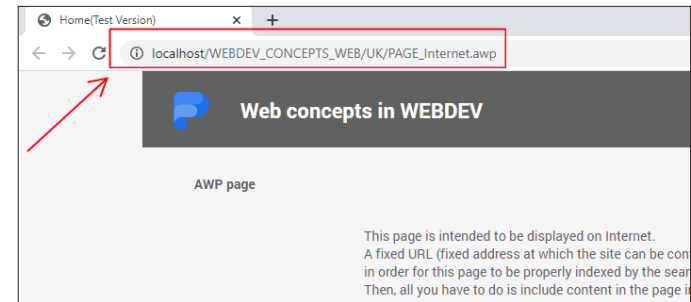 Home(Test Version)
localhost/WEBDEV_CONCEPTS_WEB/UK/PAGE_Internet.awp
Web concepts in WEBDEV
AWP page
This page is intended to be displayed on Internet.
A fixed URL (fixed address at which the site can be
in order for this page to be properly indexed by the
Then, all you have to do is include content in the page